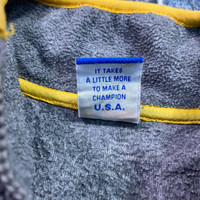 IT TAKES
A LITTLE MORE
TO MAKE A
CHAMPION
U.S.A.